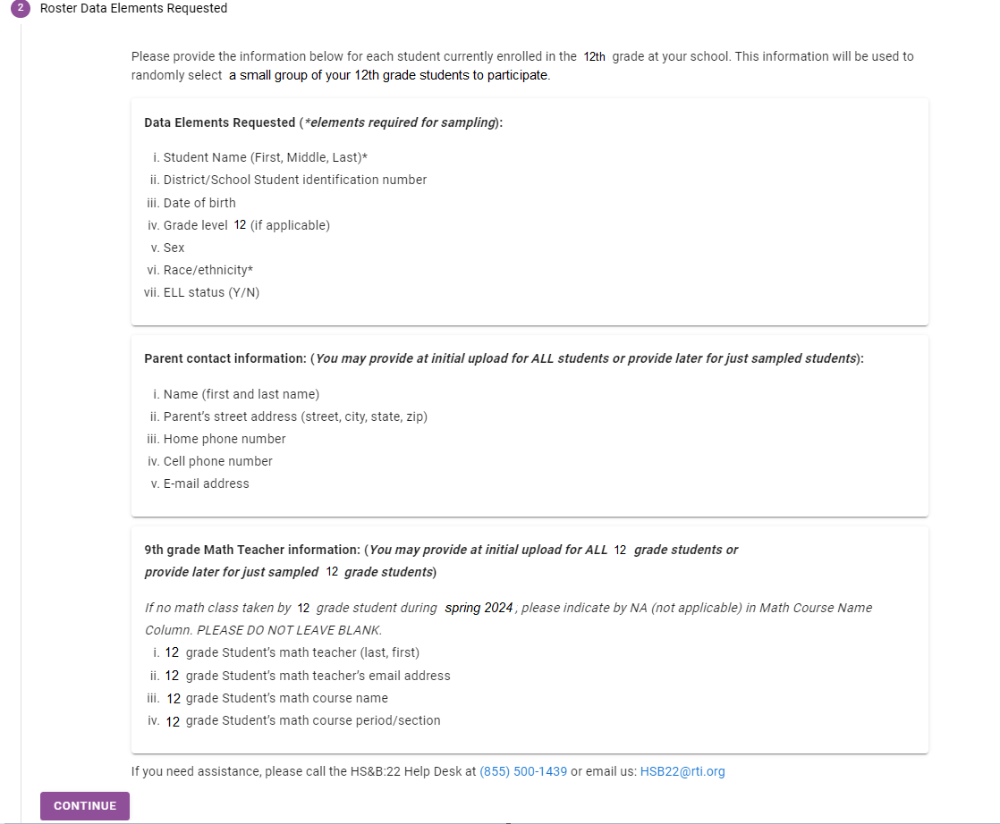 2 Roster Data Elements Requested
Please provide the information below for each student currently enrolled in the 12th grade at your school. This information will be used to
randomly select a small group of your 12th grade students to participate.
Data Elements Requested (*elements required for sampling):
i. Student Name (First, Middle, Last)*
ii. District/School Student identification number
iii. Date of birth
iv. Grade level 12 (if applicable)
v. Sex
vi. Race/ethnicity*
vii. ELL status (Y/N)
Parent contact information: (You may provide at initial upload for ALL students or provide later for just sampled students):
i. Name (first and last name)
ii. Parent's street address (street, city, state, zip)
iii. Home phone number
iv. Cell phone number
v. E-mail address
9th grade Math Teacher information: (You may provide at initial upload for ALL 12 grade students or
provide later for just sampled 12 grade students)
If no math class taken by 12 grade student during spring 2024, please indicate by NA (not applicable) in Math Course Name
Column. PLEASE DO NOT LEAVE BLANK.
i. 12 grade Student's math teacher (last, first)
ii. 12 grade Student's math teacher's email address
iii. 12 grade Student's math course name
iv. 12 grade Student's math course period/section
If you need assistance, please call the HS&B:22 Help Desk at (855) 500-1439 or email us: HSB22@rti.org
CONTINUE